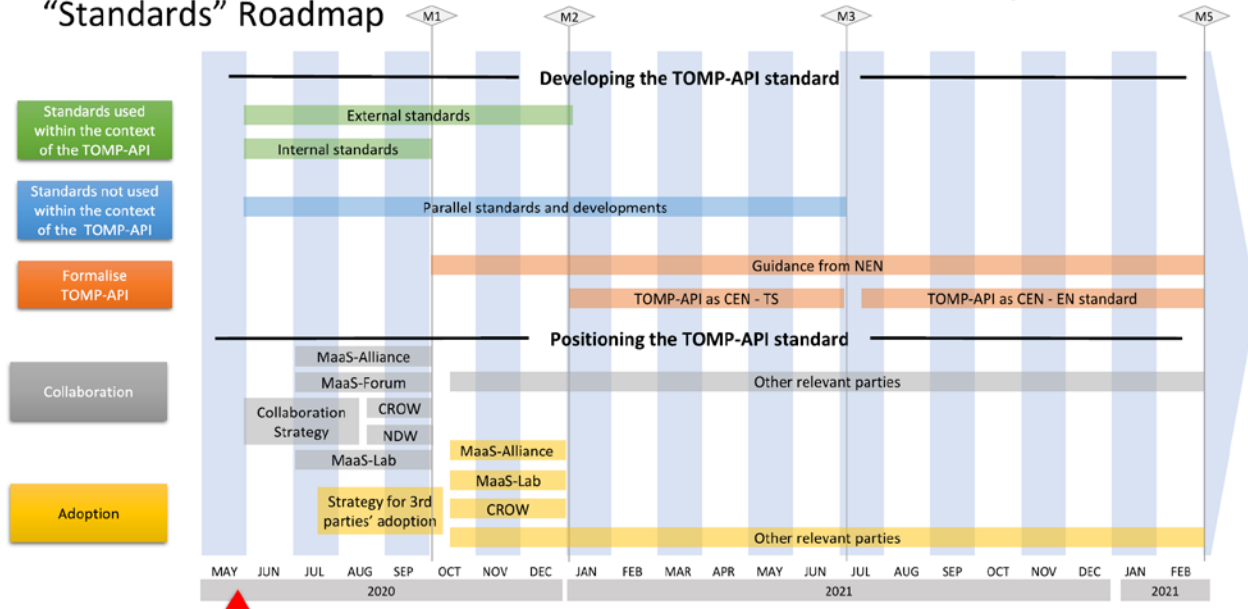 “Standards” Roadmap
M1
M2
M3
M5
Developing the TOMP-API standard
Standards used
within the context
of the TOMP-API
External standards
Internal standards
Standards not used
within the context
of the TOMP-API
Parallel standards and developments
Formalise
TOMP-API
Guidance from NEN
TOMP-API as CEN - TS
TOMP-API as CEN - EN standard
Positioning the TOMP-API standard
Collaboration
MaaS-Alliance
MaaS-Forum
Other relevant parties
Collaboration
Strategy
CROW
NDW
MaaS-Lab
Adoption
MaaS-Alliance
MaaS-Lab
Strategy for 3rd
parties’ adoption
CROW
Other relevant parties
MAY JUN JUL AUG SEP OCT NOV DEC JAN FEB MAR APR MAY JUN JUL AUG SEP OCT NOV DEC JAN FEB
2020 2021 2021